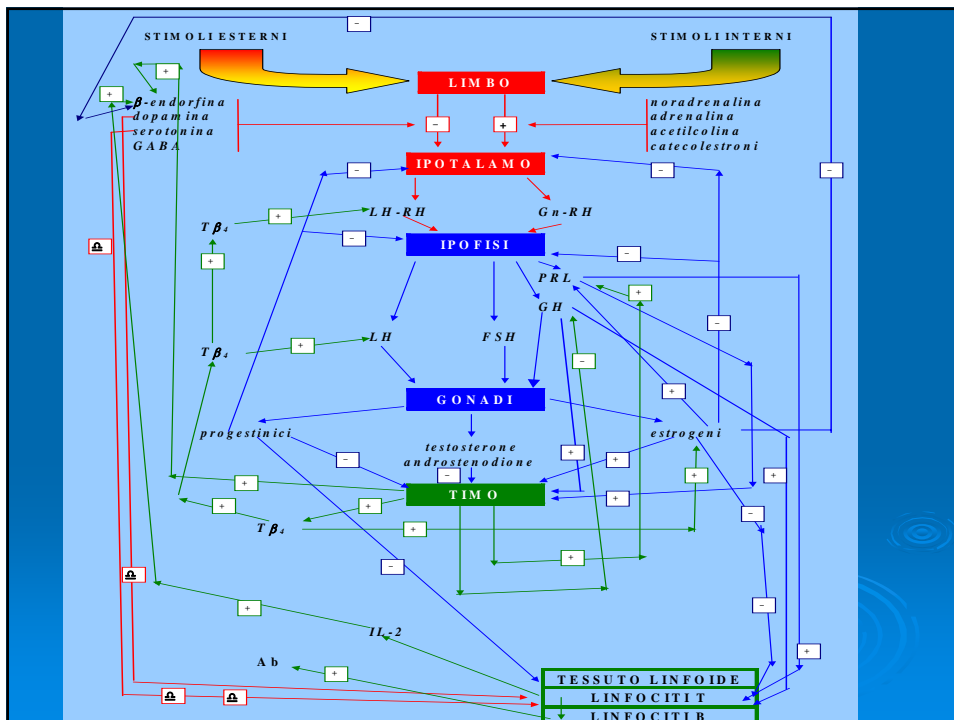 STIMOLI ESTERNI
STIMOLI INTERNI
−
LIMBO
+
+
β-endorfina
dopamina
serotonina
GABA
noradrenalina
adrenalina
acetilcolina
catecolestroni
−
+
IPOTALAMO
−
−
−
LH-RH
Gn-RH
Tβ4
+
−
IPOFISI
−
♎
+
PRL
+
GH
LH
FSH
−
Tβ4
+
−
+
GONADI
progestinici
estrogeni
testosterone
androstenodione
−
−
+
+
+
TIMO
+
+
+
+
+
Tβ4
+
−
+
−
♎
+
−
IL-2
Ab
+
+
TESSUTO LINFOIDE
♎
♎
LINFOCITI T
LINFOCITI B